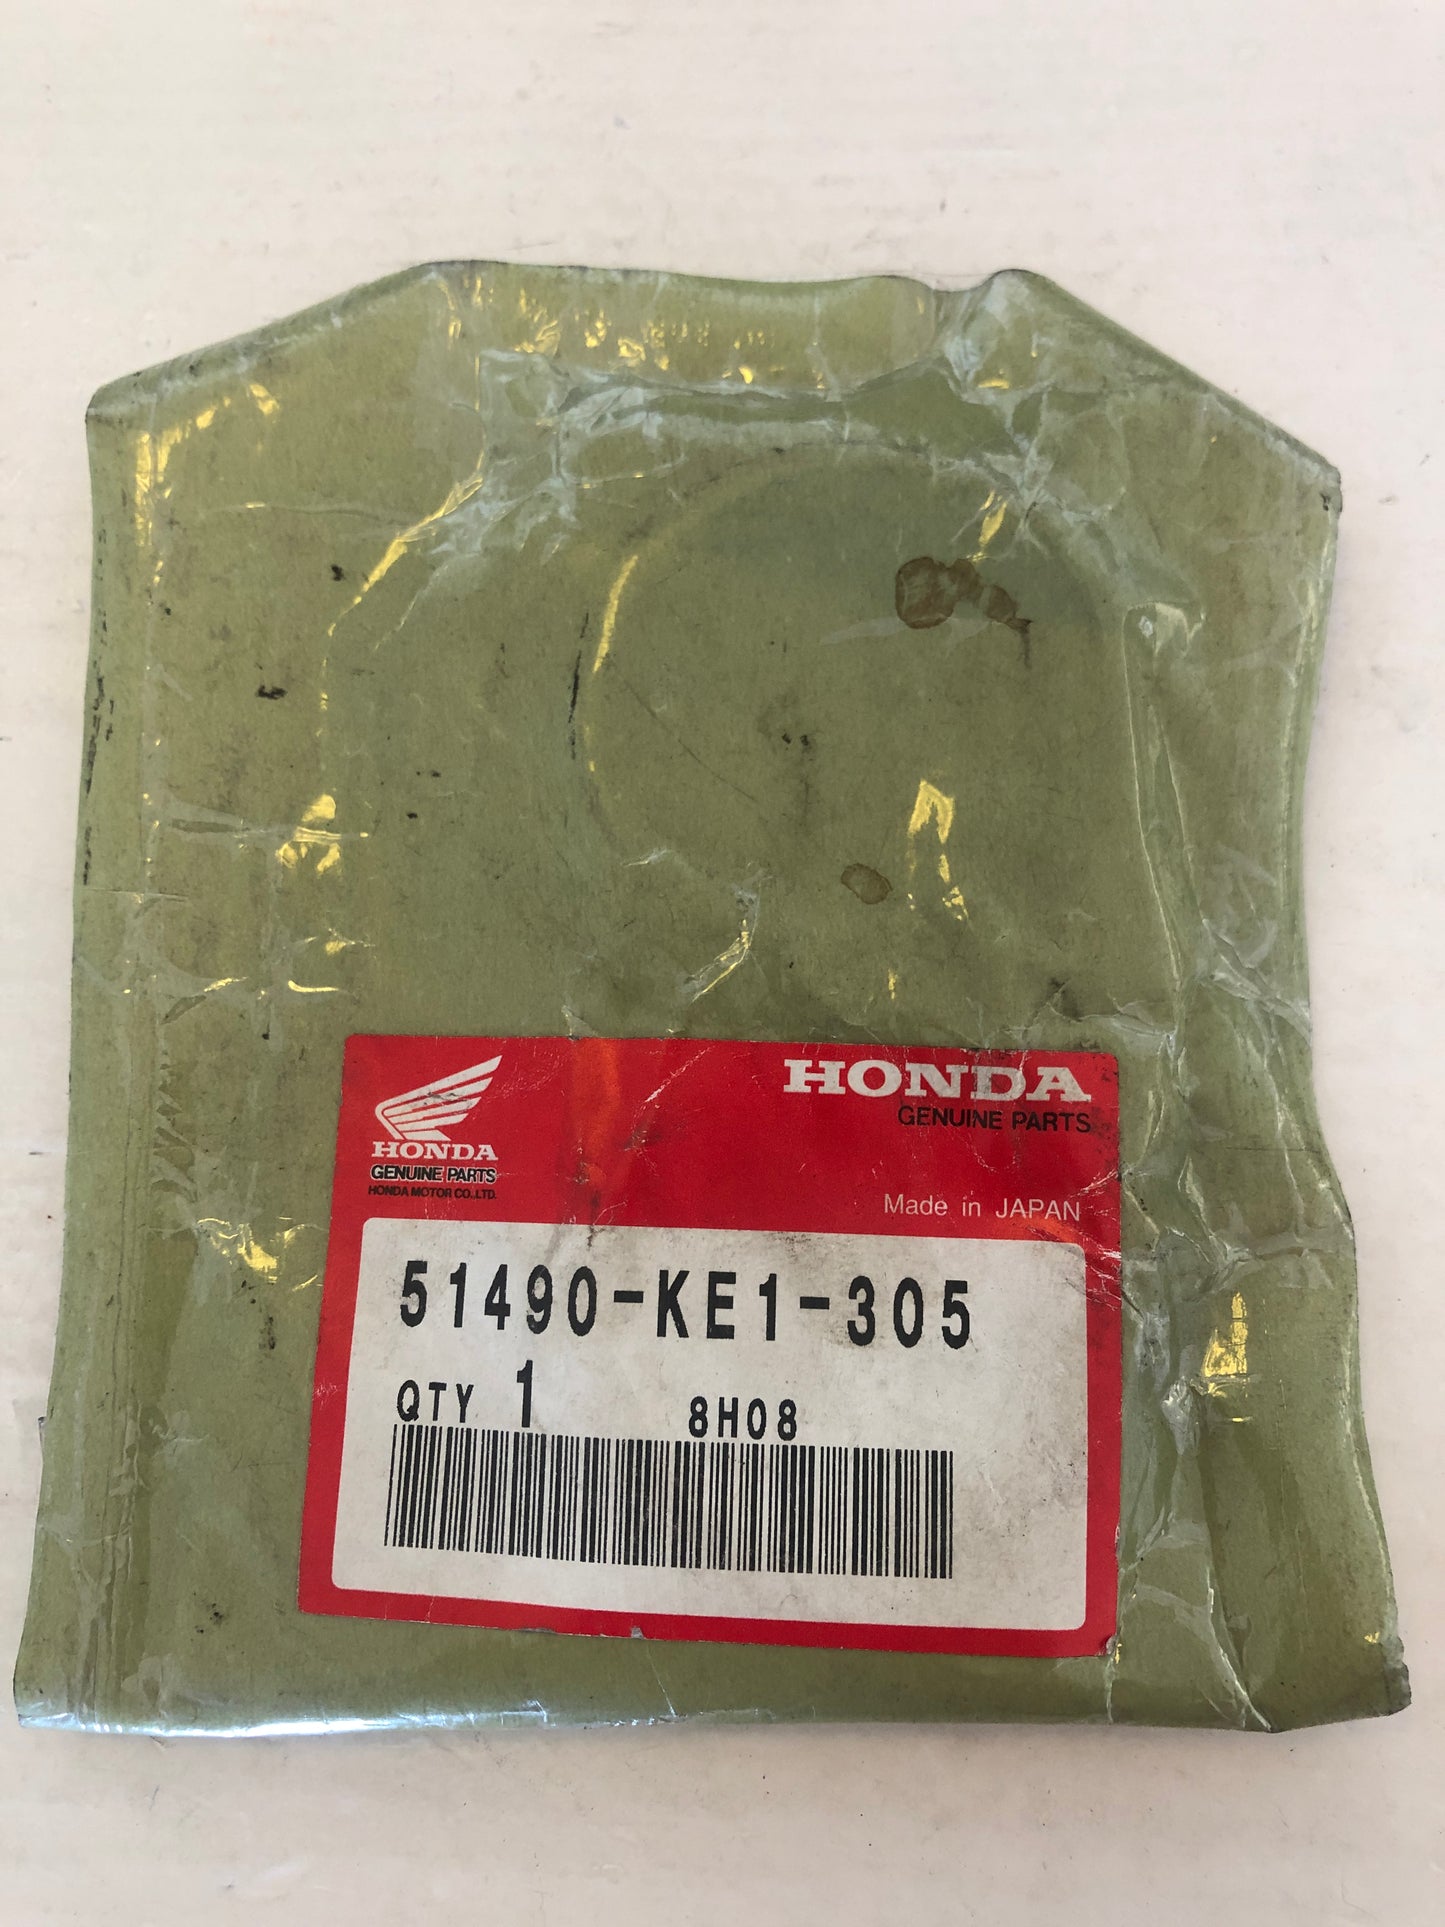 HONDA
GENUINE PARTS
HONDA MOTOR CO.,LTD.
HONDA
GENUINE PARTS
Made in JAPAN
51490-KE1-305
QTY 1 8H08